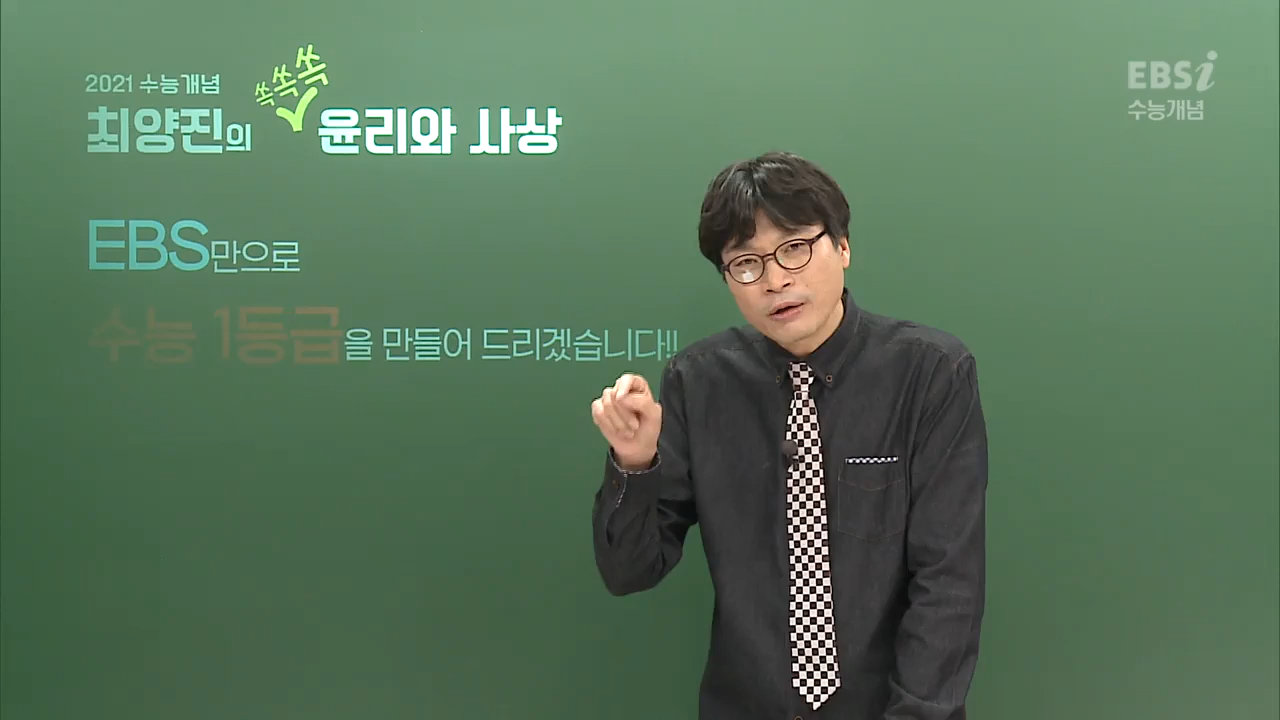 2021 수능개념
쏙쏙쏙
최양진의 윤리와 사상
EBS만으로
수능 1등급을 만들어 드리겠습니다!!
EBSi
수능개념